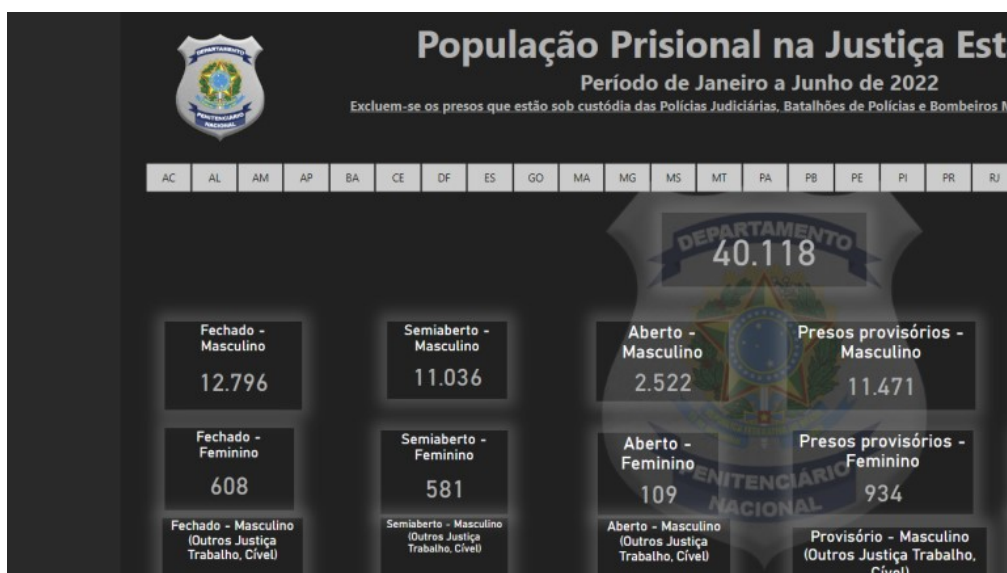 População Prisional na Justiça Est
Período de Janeiro a Junho de 2022
Excluem-se os presos que estão sob custódia das Polícias Judiciárias, Batalhões de Polícias e Bombeiros M
DEPARTAMENTO
PENITENCIÁRIO
NACIONAL
AC AL AM AP BA CE DF ES GO MA MG MS MT PA PB PE PI PR RJ
DEPARTAMENTO
40.118
Fechado -
Masculino
12.796
Semiaberto -
Masculino
11.036
Aberto -
Masculino
2.522
Presos provisórios -
Masculino
11.471
Fechado -
Feminino
608
Semiaberto -
Feminino
581
Aberto -
Feminino
109
Presos provisórios -
Feminino
934
PENITENCIÁRIO
NACIONAL
Fechado - Masculino
(Outros Justiça
Trabalho, Cível)
Semiaberto - Masculino
(Outros Justiça
Trabalho, Cível)
Aberto - Masculino
(Outros Justiça
Trabalho, Cível)
Provisório - Masculino
(Outros Justiça Trabalho,
Cível)